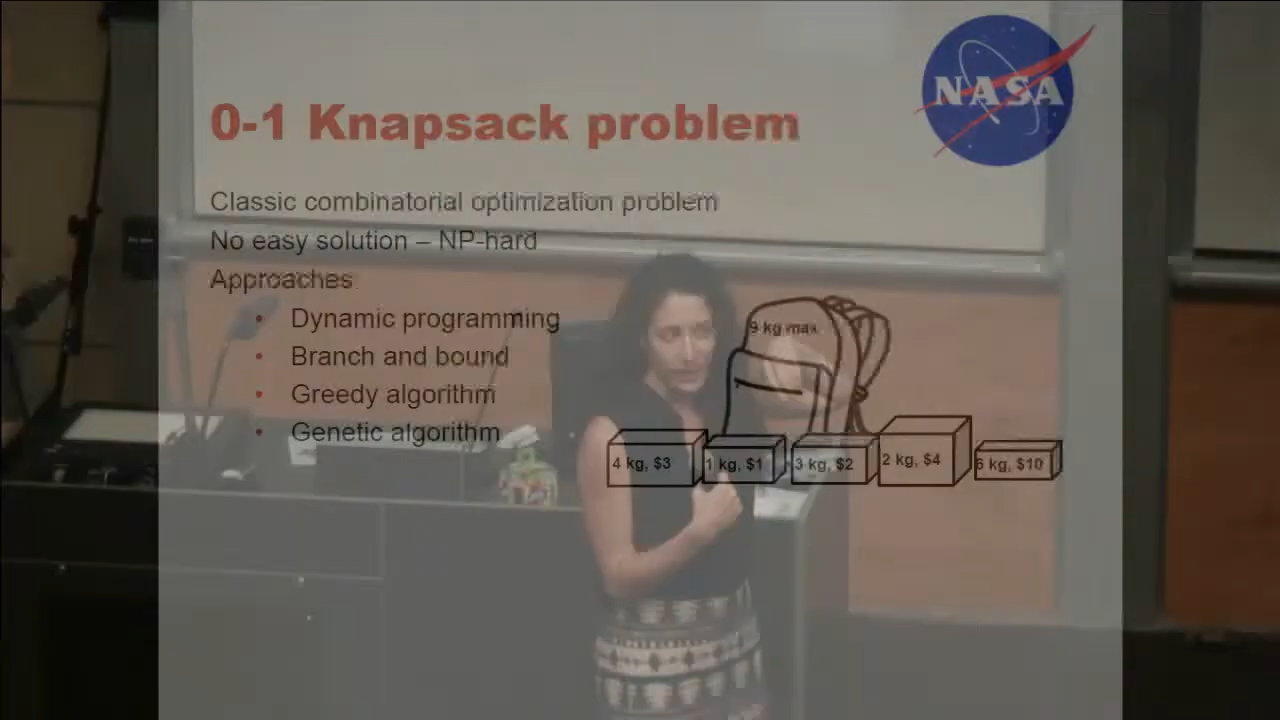 NASA
0-1 Knapsack problem
Classic combinatorial optimization problem
No easy solution – NP-hard
Approaches
• Dynamic programming
• Branch and bound
• Greedy algorithm
• Genetic algorithm
9 kg max
4 kg, $3
1 kg, $1
3 kg, $2
2 kg, $4
6 kg, $10